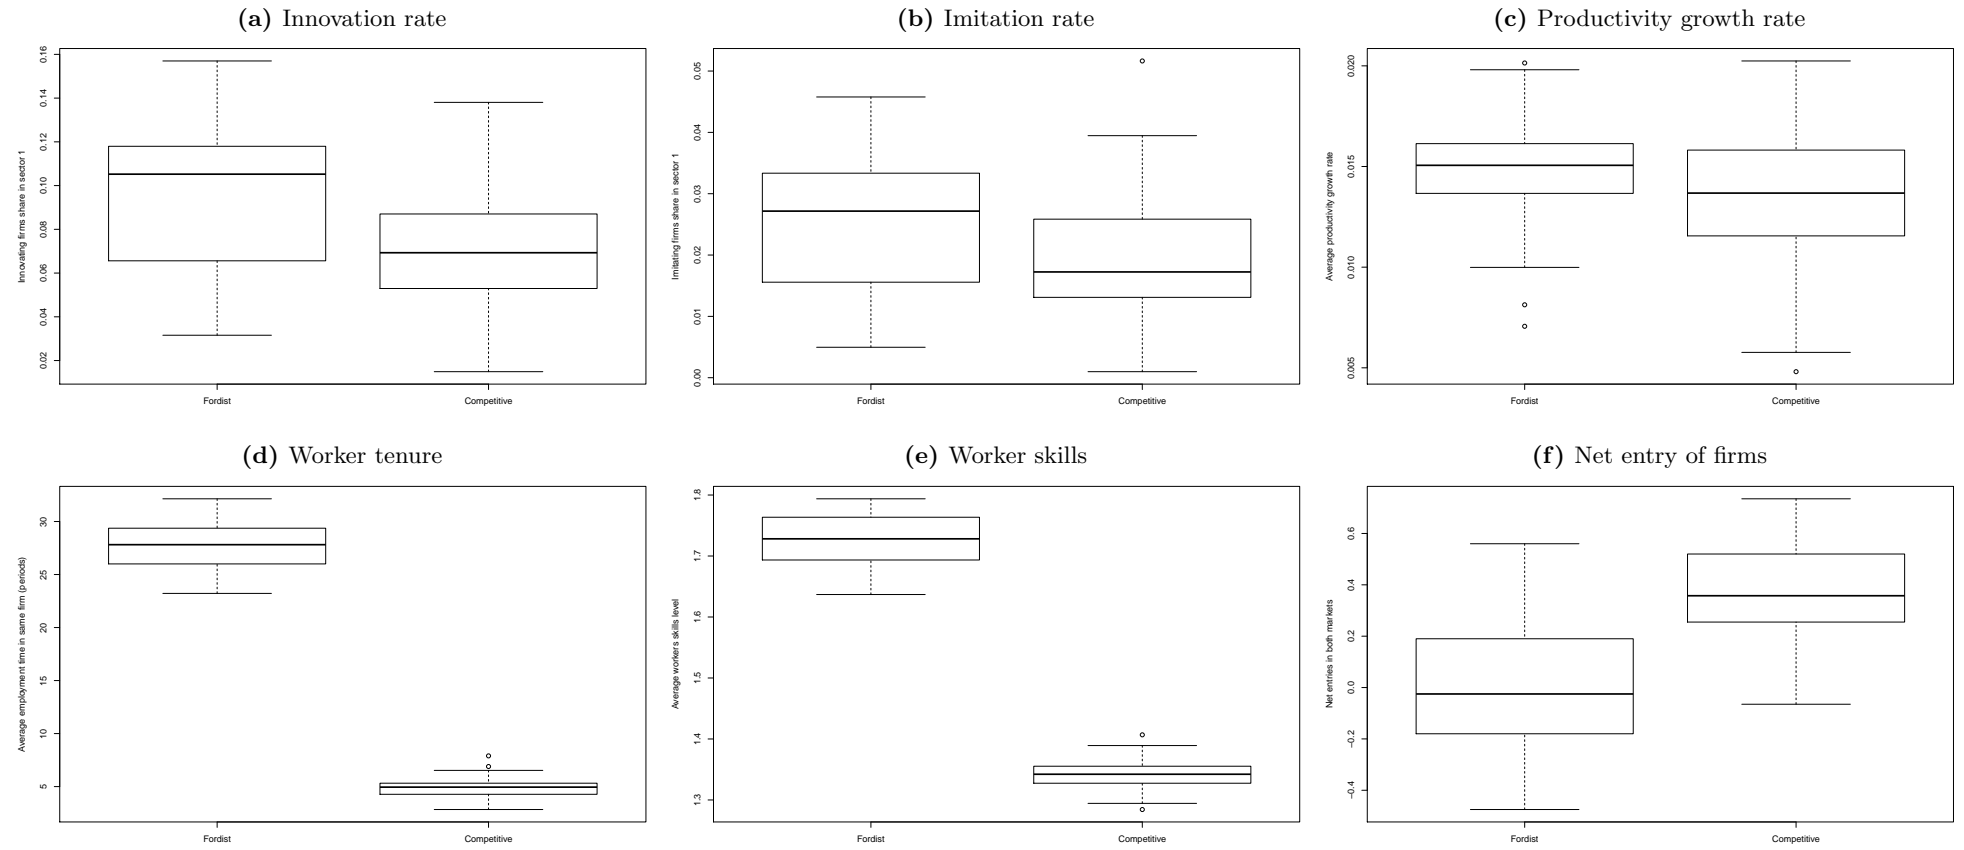 (a) Innovation rate
Innovating firms share in sector 1
0.02 0.04 0.06 0.08 0.10 0.12 0.14 0.16
Fordist Competitive
(b) Imitation rate
Imitating firms share in sector 1
0.00 0.01 0.02 0.03 0.04 0.05
Fordist Competitive
(c) Productivity growth rate
Average productivity growth rate
0.005 0.010 0.015 0.020
Fordist Competitive
(d) Worker tenure
Average employment time in same firm (periods)
5 10 15 20 25 30
Fordist Competitive
(e) Worker skills
Average workers skills level
1.3 1.4 1.5 1.6 1.7 1.8
Fordist Competitive
(f) Net entry of firms
Net entries in both markets
−0.4 −0.2 0.0 0.2 0.4 0.6
Fordist Competitive